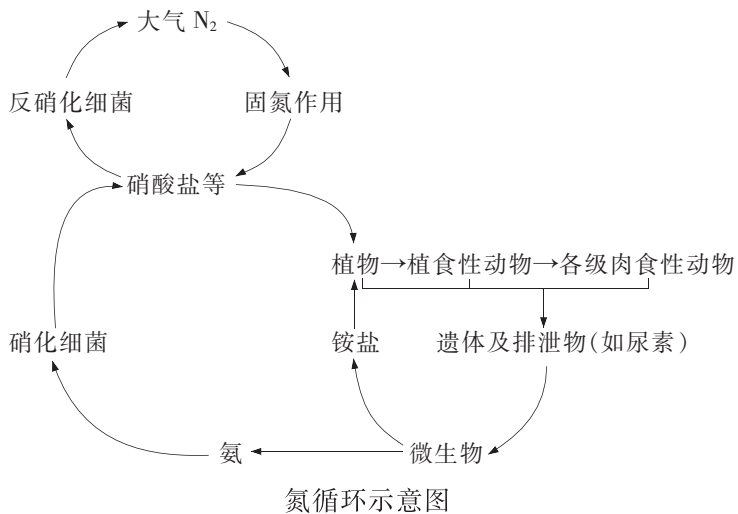 大气 N₂
反硝化细菌 固氮作用
硝酸盐等
植物→植食性动物→各级肉食性动物
硝化细菌 铵盐 遗体及排泄物(如尿素)
氨 微生物
氮循环示意图